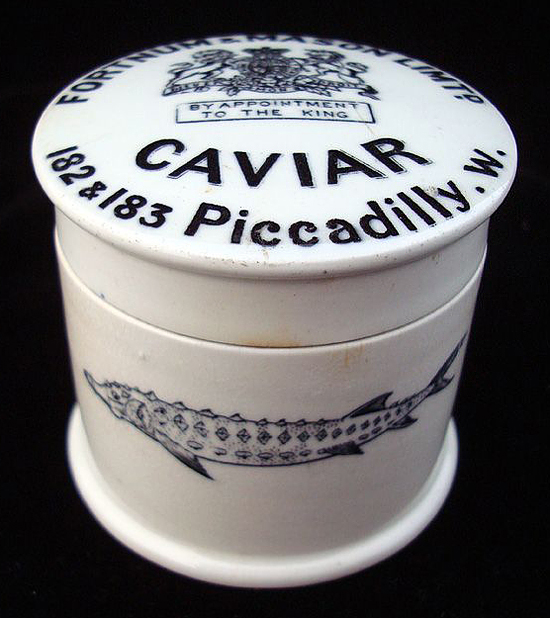 FORTNUM & MASON LIMTD
BY APPOINTMENT
TO THE KING
CAVIAR
182 & 183 Piccadilly. W.